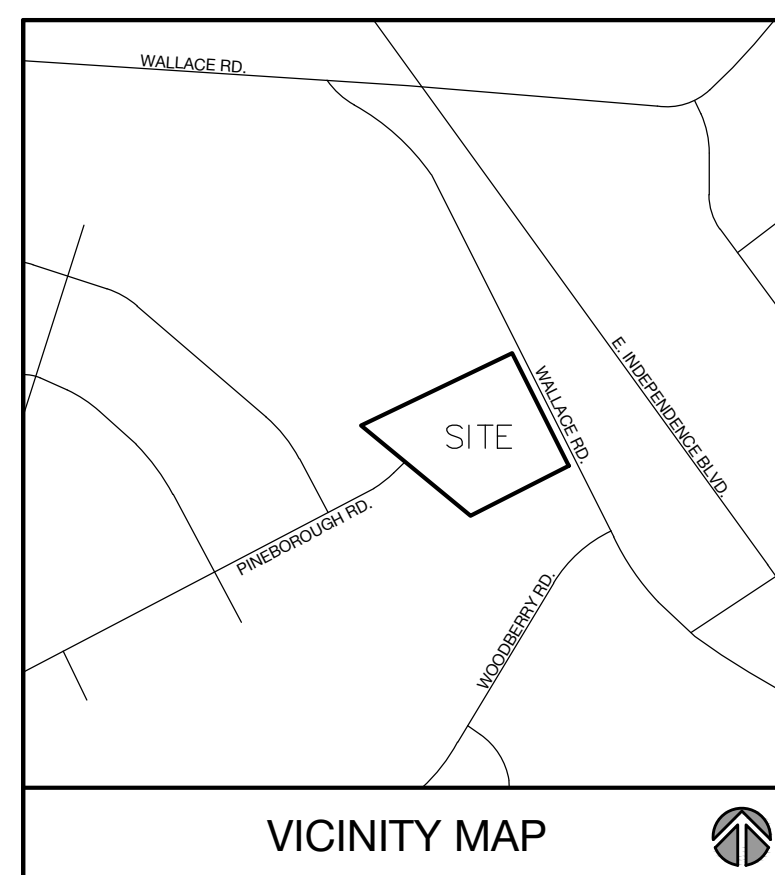 WALLACE RD.
E. INDEPENDENCE BLVD.
WALLACE RD.
SITE
PINEBOROUGH RD.
WOODBERRY RD.
VICINITY MAP